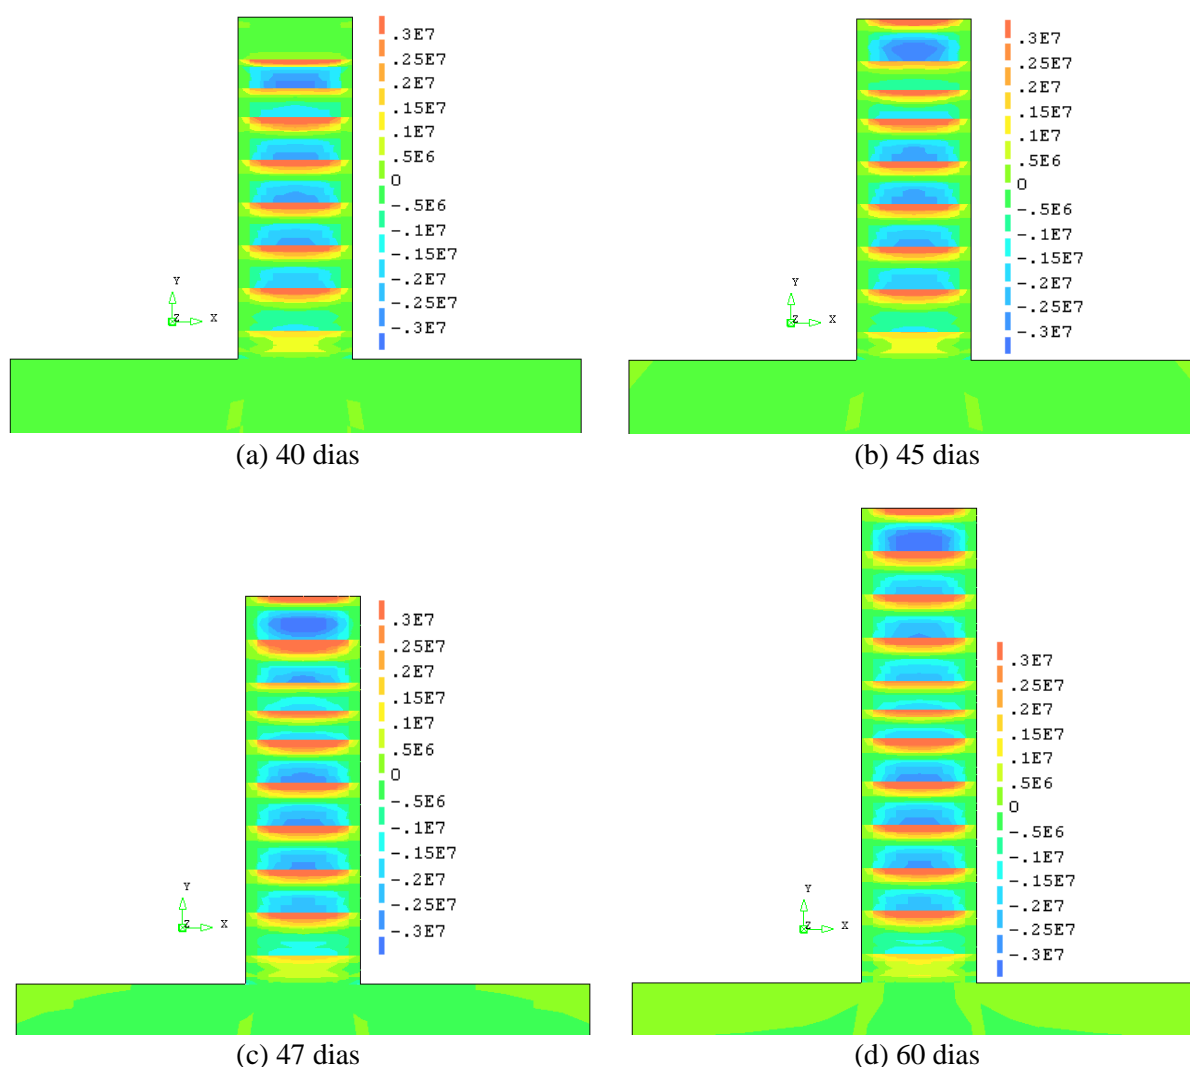 .3E7
.25E7
.2E7
.15E7
.1E7
.5E6
0
-.5E6
-.1E7
-.15E7
-.2E7
-.25E7
-.3E7
Y
Z X
(a) 40 dias
.3E7
.25E7
.2E7
.15E7
.1E7
.5E6
0
-.5E6
-.1E7
-.15E7
-.2E7
-.25E7
-.3E7
Y
Z X
(b) 45 dias
.3E7
.25E7
.2E7
.15E7
.1E7
.5E6
0
-.5E6
-.1E7
-.15E7
-.2E7
-.25E7
-.3E7
Y
Z X
(c) 47 dias
.3E7
.25E7
.2E7
.15E7
.1E7
.5E6
0
-.5E6
-.1E7
-.15E7
-.2E7
-.25E7
-.3E7
Y
Z X
(d) 60 dias